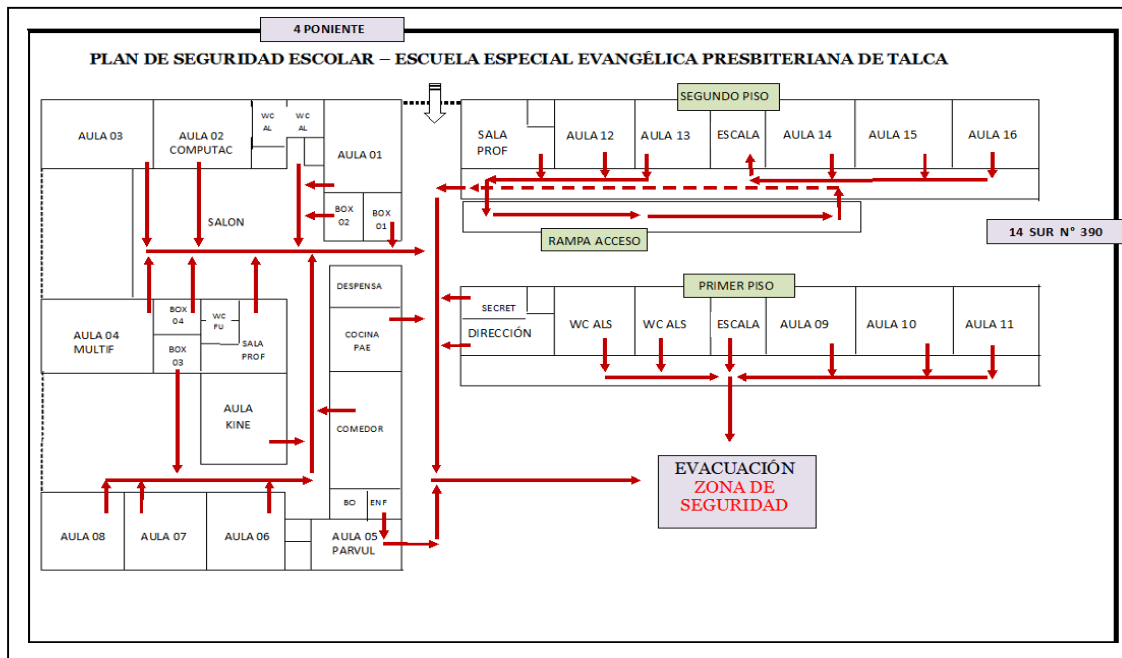 4 PONIENTE
PLAN DE SEGURIDAD ESCOLAR – ESCUELA ESPECIAL EVANGÉLICA PRESBITERIANA DE TALCA
SEGUNDO PISO
AULA 03
AULA 02
COMPUTAC
WC
AL
WC
AL
AULA 01
SALA
PROF
AULA 12
AULA 13
ESCALA
AULA 14
AULA 15
AULA 16
SALON
BOX
02
BOX
01
RAMPA ACCESO
14 SUR N° 390
DESPENSA
PRIMER PISO
AULA 04
MULTIF
BOX
04
WC
FU
BOX
03
SALA
PROF
COCINA
PAE
SECRET
DIRECCIÓN
WC ALS
WC ALS
ESCALA
AULA 09
AULA 10
AULA 11
AULA
KINE
COMEDOR
EVACUACIÓN
ZONA DE
SEGURIDAD
BO
ENF
AULA 08
AULA 07
AULA 06
AULA 05
PARVUL